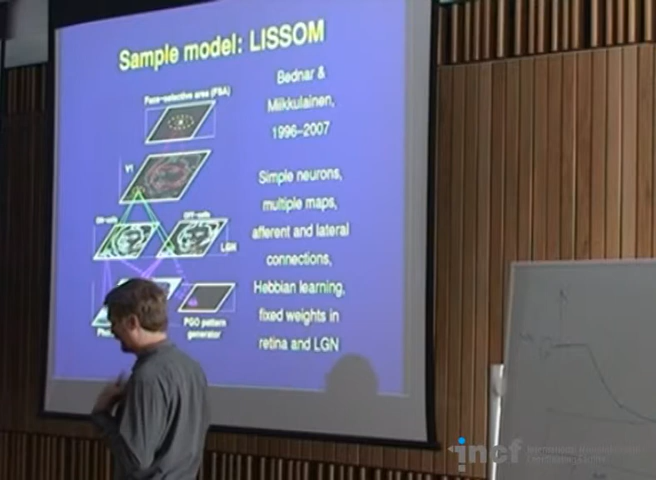 Sample model: LISSOM
Bednar &
Miikkulainen,
1996–2007
Face-selective area (FSA)
V1
Simple neurons,
multiple maps,
afferent and lateral
connections,
Hebbian learning,
fixed weights in
retina and LGN
ON-cells
OFF-cells
LGN
PGO pattern
generator
incf